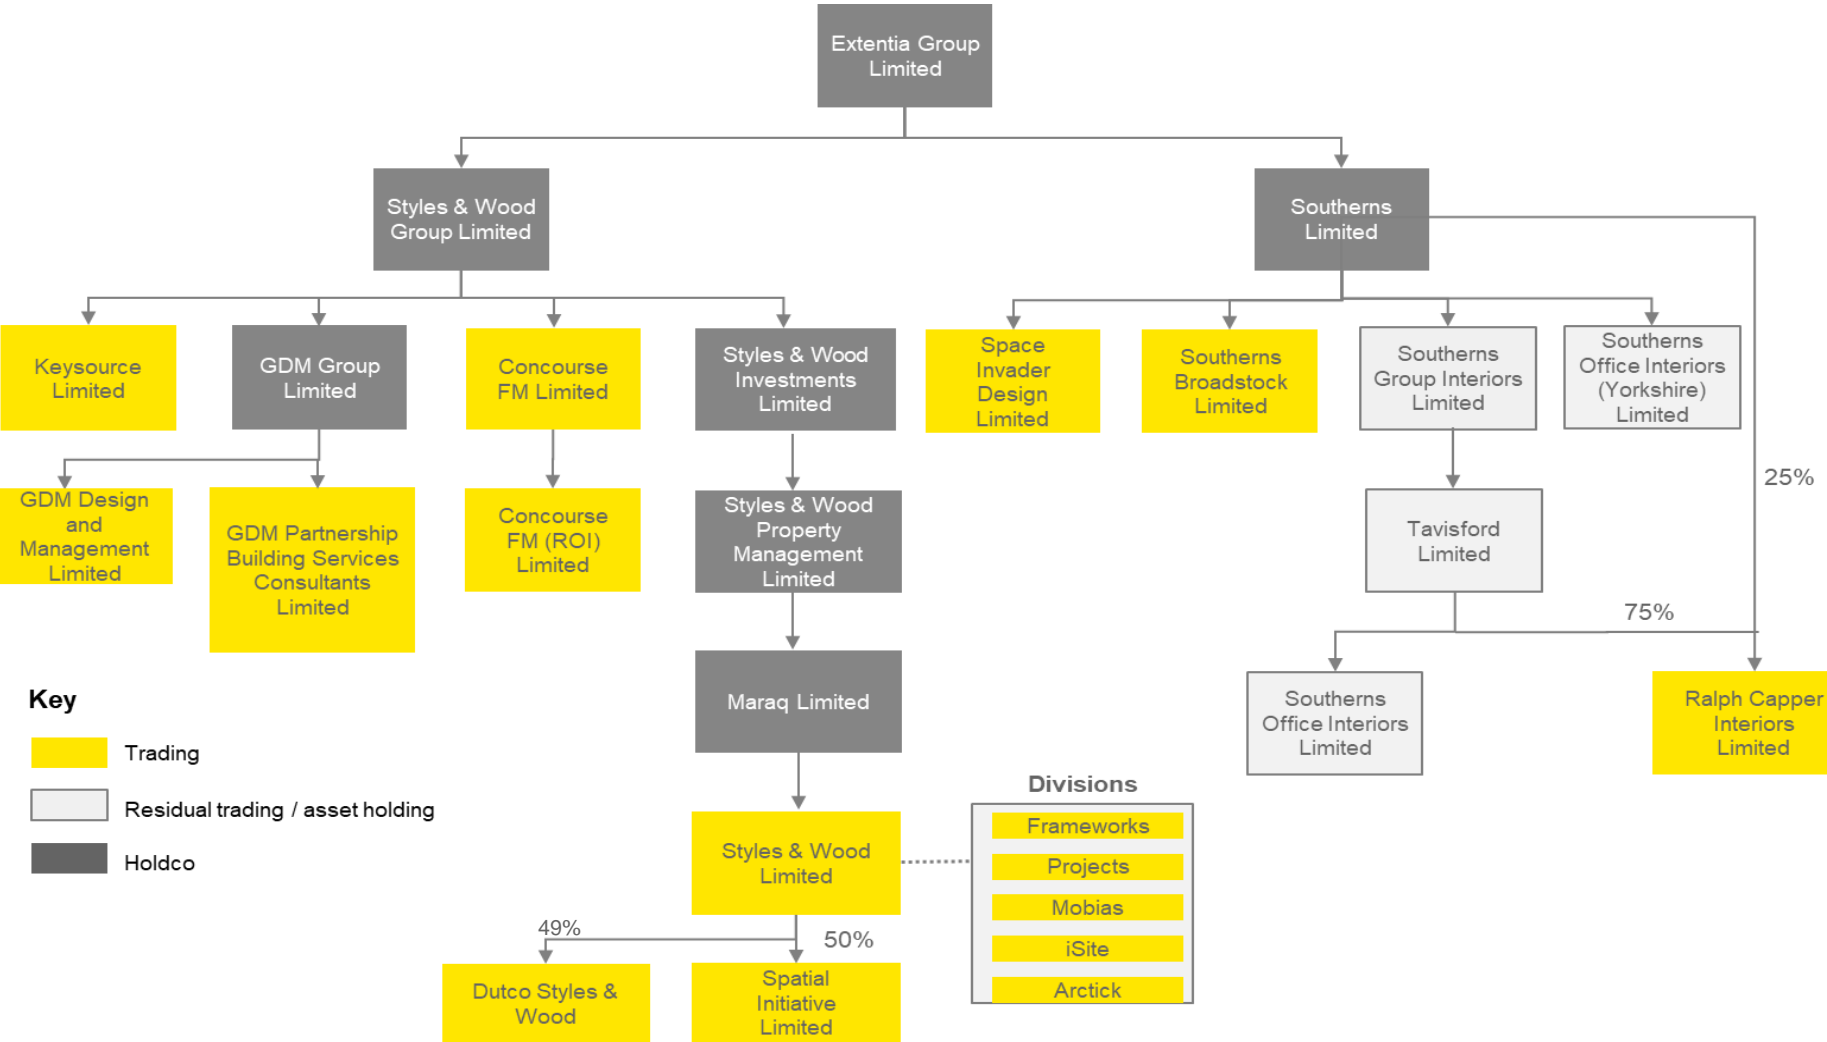 Extentia Group
Limited
Styles & Wood
Group Limited
Southerns
Limited
Keysource
Limited
GDM Group
Limited
Concourse
FM Limited
Styles & Wood
Investments
Limited
Space
Invader
Design
Limited
Southerns
Broadstock
Limited
Southerns
Group Interiors
Limited
Southerns
Office Interiors
(Yorkshire)
Limited
25%
GDM Design
and
Management
Limited
GDM Partnership
Building Services
Consultants
Limited
Concourse
FM (ROI)
Limited
Styles & Wood
Property
Management
Limited
Tavisford
Limited
75%
Maraq Limited
Southerns
Office Interiors
Limited
Ralph Capper
Interiors
Limited
Key
Trading
Residual trading / asset holding
Holdco
Styles & Wood
Limited
Divisions
Frameworks
Projects
Mobias
iSite
Arctick
49%
50%
Dutco Styles &
Wood
Spatial
Initiative
Limited